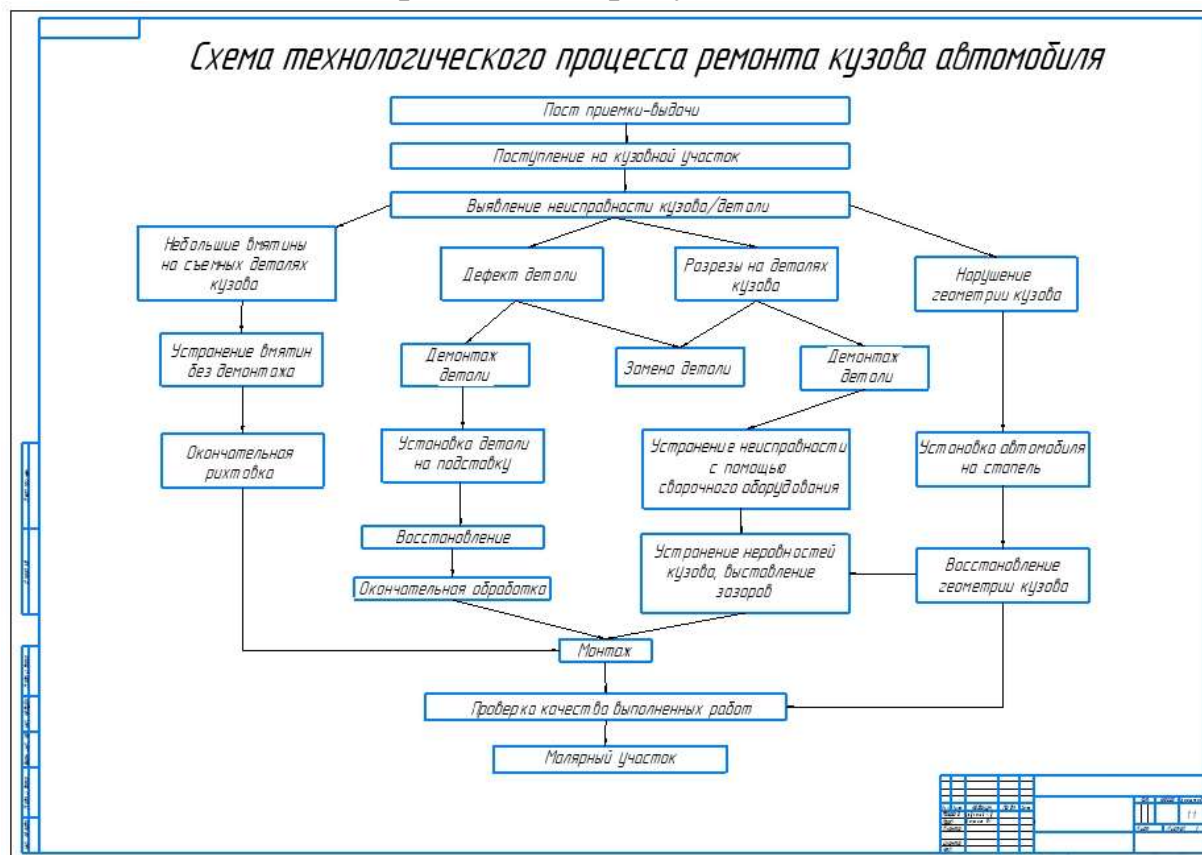 Схема технологического процесса ремонта кузова автомобиля
Пост приемки-выдачи
Поступление на кузовной участок
Выявление неисправности кузова/детали
Небольшие вмятины
на съемных деталях
кузова
Дефект детали
Разрезы на деталях
кузова
Нарушение
геометрии кузова
Устранение вмятин
без демонтажа
Демонтаж
детали
Замена детали
Демонтаж
детали
Окончательная
рихтовка
Установка детали
на подставку
Устранение неисправности
с помощью
сварочного оборудования
Установка автомобиля
на стапель
Восстановление
Устранение неровностей
кузова, выставление
зазоров
Восстановление
геометрии кузова
Окончательная обработка
Монтаж
Проверка качества выполненных работ
Малярный участок
1:1